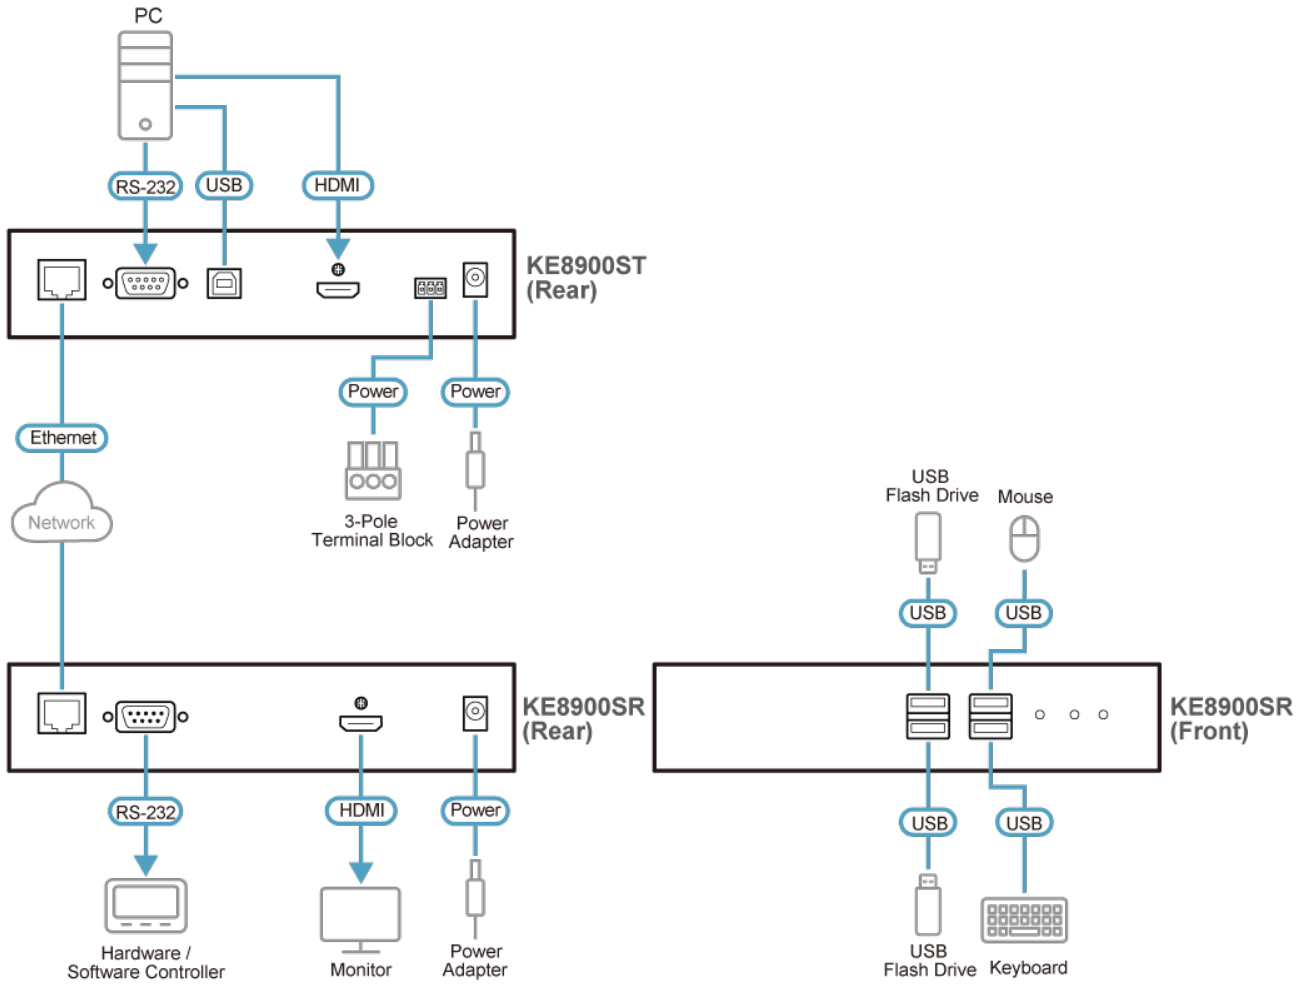 PC
RS-232
USB
HDMI
KE8900ST
(Rear)
Power
Power
Ethernet
Network
3-Pole
Terminal Block
Power
Adapter
USB
Flash Drive
Mouse
USB
USB
KE8900SR
(Rear)
KE8900SR
(Front)
RS-232
HDMI
Power
USB
USB
Hardware /
Software Controller
Monitor
Power
Adapter
USB
Flash Drive
Keyboard